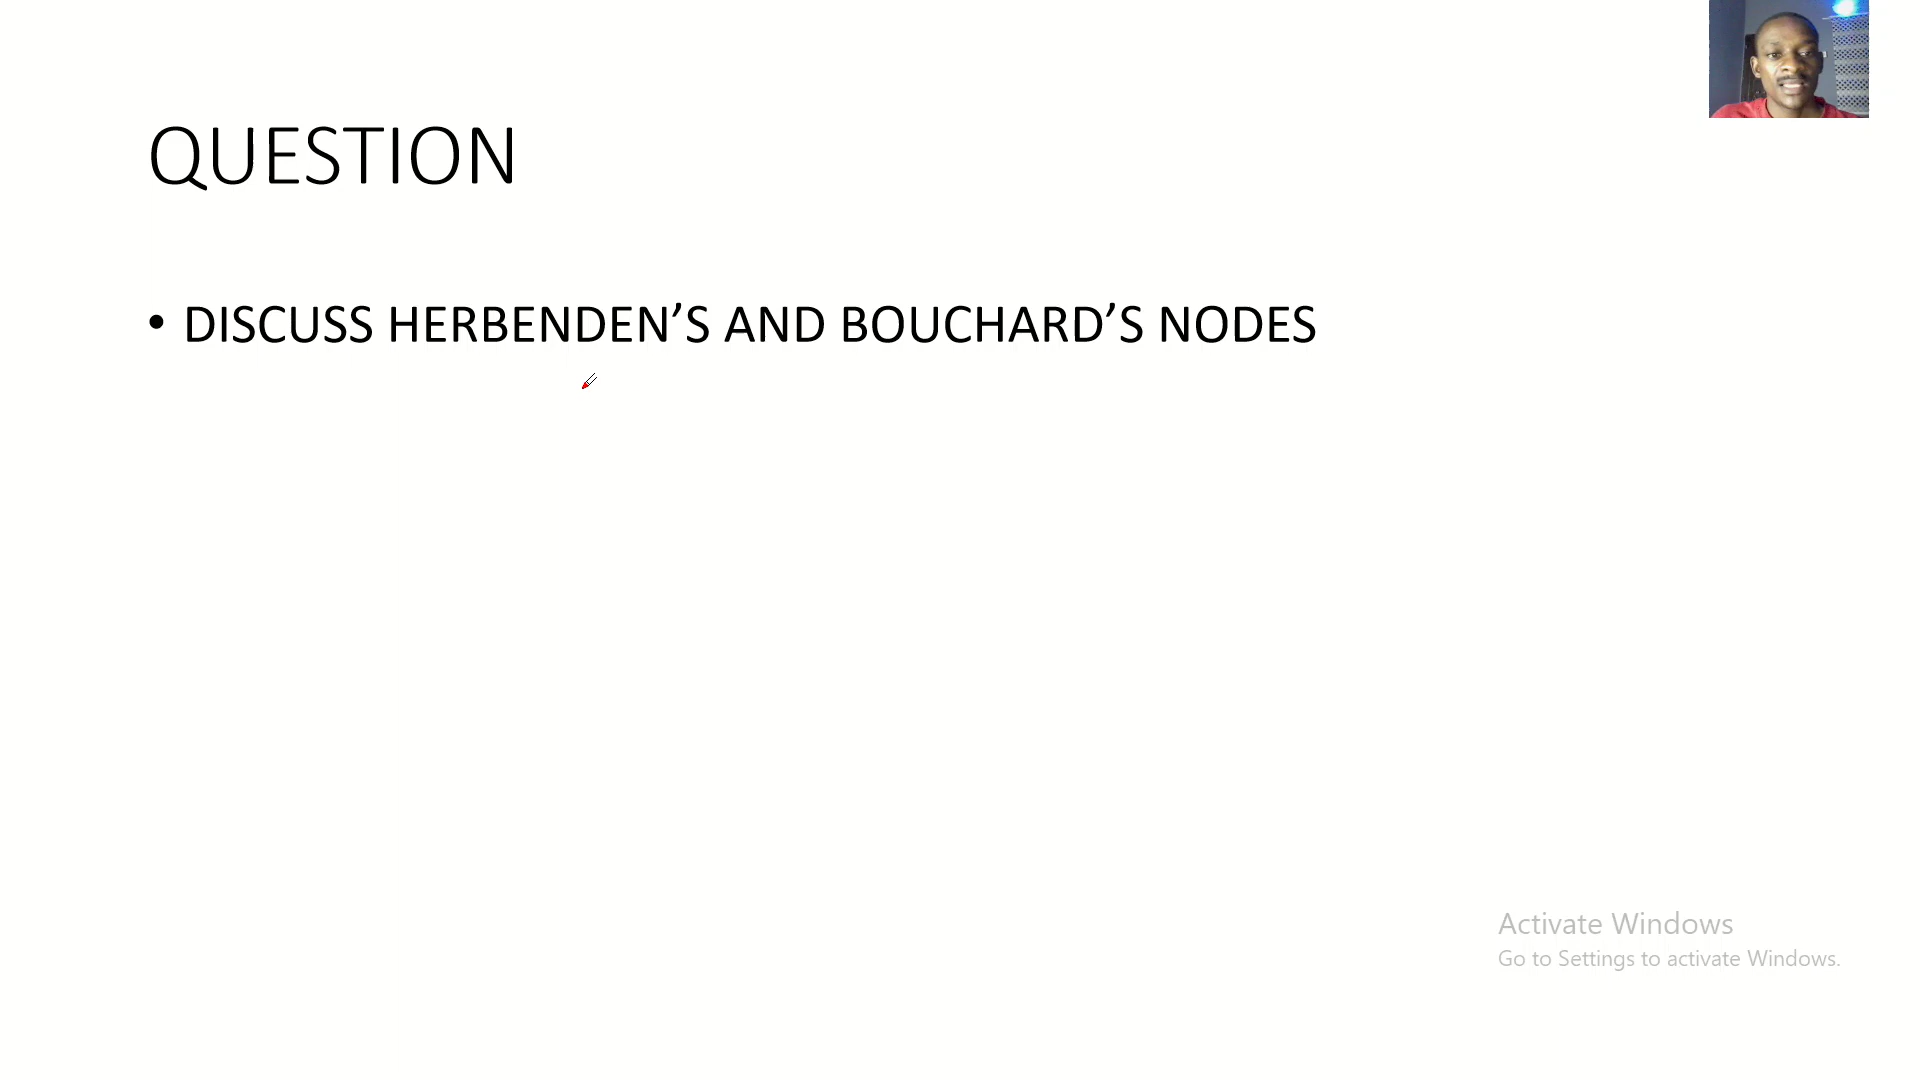 QUESTION
• DISCUSS HERBENDEN’S AND BOUCHARD’S NODES
Activate Windows
Go to Settings to activate Windows.